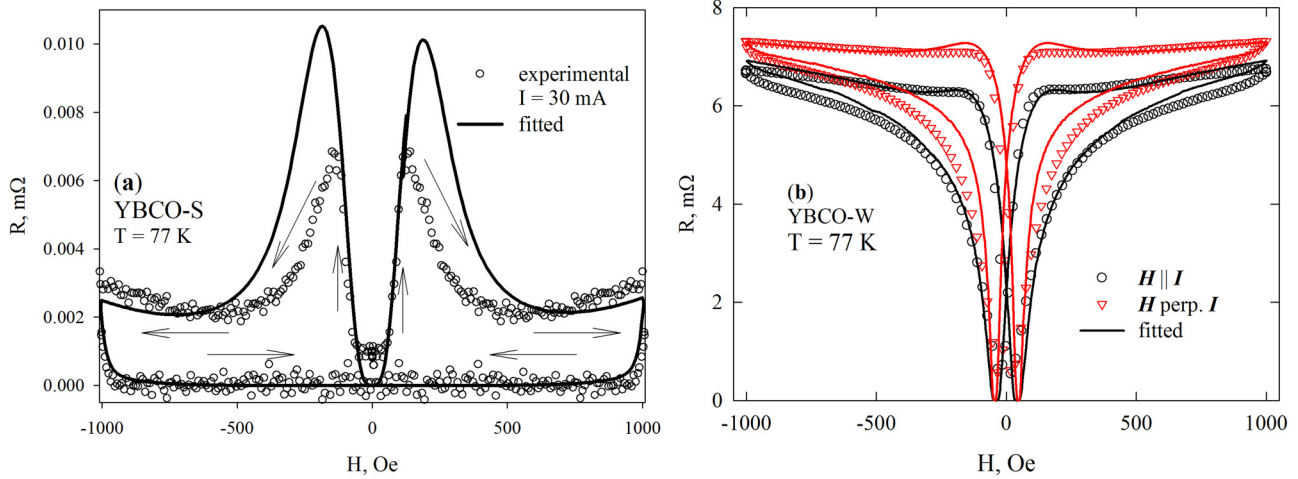 0.010
0.008
0.006
0.004
0.002
0.000
R, mΩ
experimental
I = 30 mA
fitted
(a)
YBCO-S
T = 77 K
-1000
-500
0
500
1000
H, Oe
8
6
4
2
0
R, mΩ
(b)
YBCO-W
T = 77 K
H || I
H perp. I
fitted
-1000
-500
0
500
1000
H, Oe